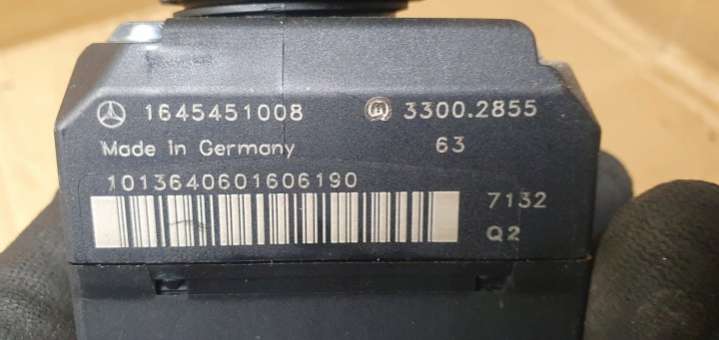 1645451008 3300.2855
Made in Germany 63
1013640601606190
7132
Q2